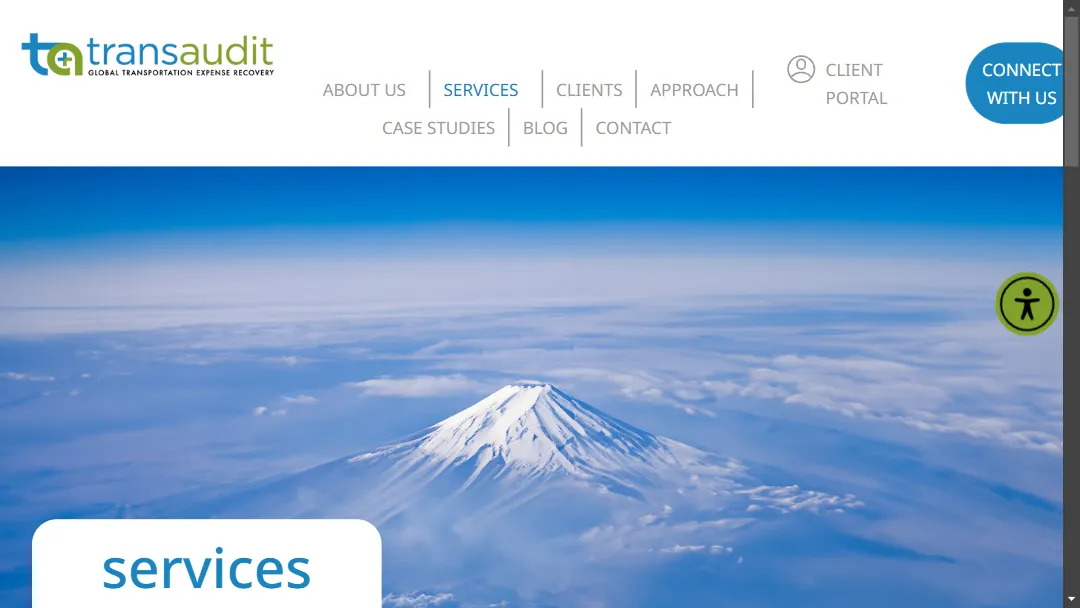 transaudit
GLOBAL TRANSPORTATION EXPENSE RECOVERY
ABOUT US
SERVICES
CLIENTS
APPROACH
CASE STUDIES
BLOG
CONTACT
CLIENT
PORTAL
CONNECT
WITH US
services